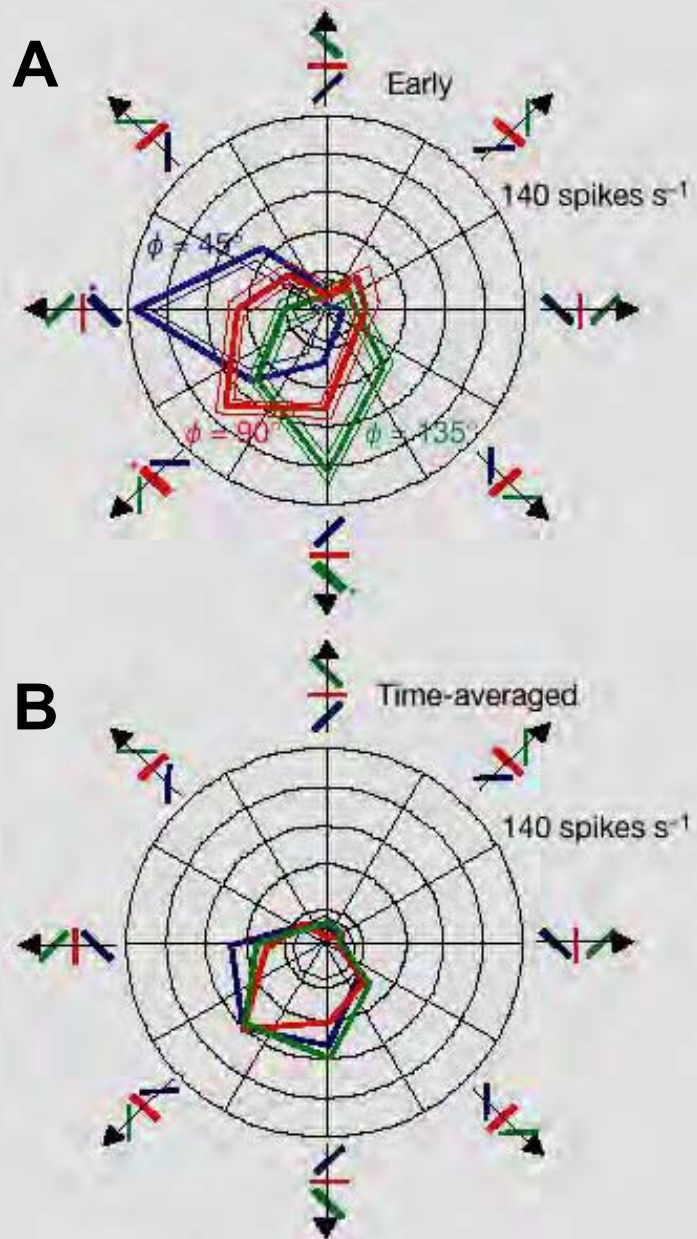 A
Early
140 spikes s⁻¹
ϕ = 45°
ϕ = 90°
ϕ = 135°
B
Time-averaged
140 spikes s⁻¹